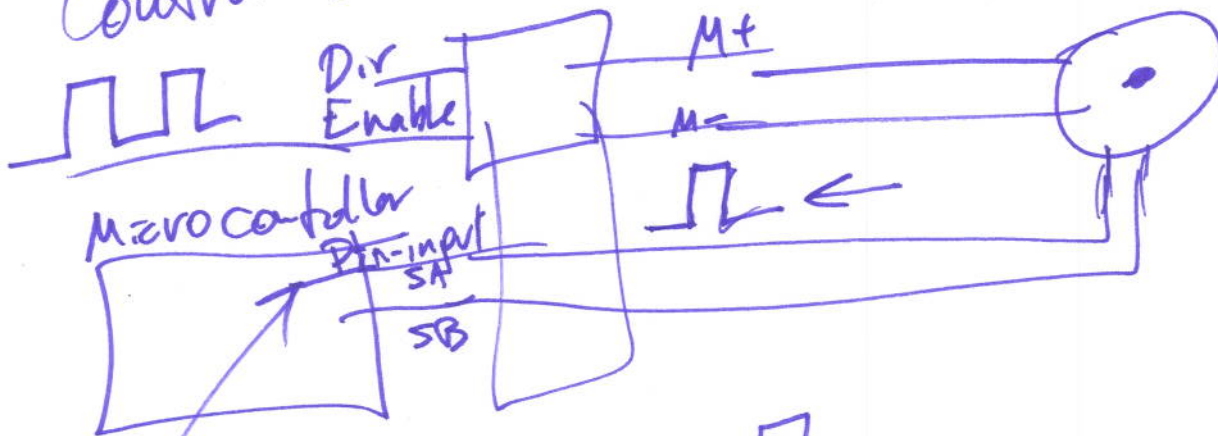 Dir
Enable
M+
M-
Microcontroller
Pin-input
SA
SB